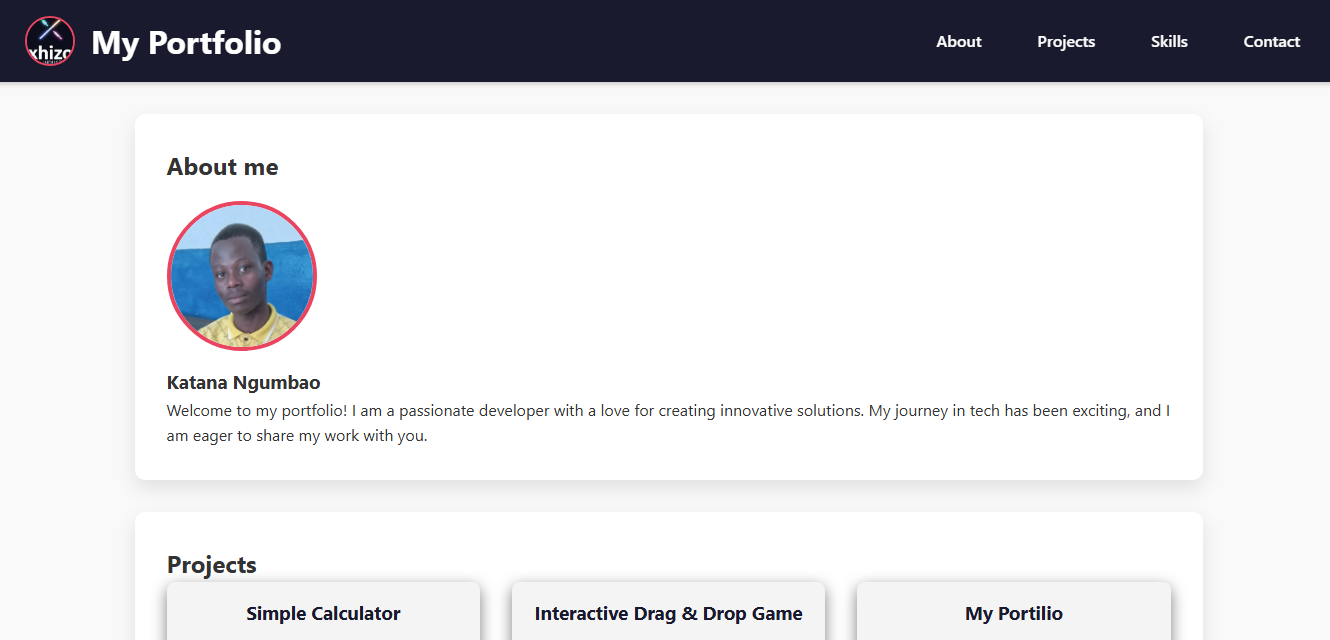 xhizo
My Portfolio
About
Projects
Skills
Contact
About me
Katana Ngumbao
Welcome to my portfolio! I am a passionate developer with a love for creating innovative solutions. My journey in tech has been exciting, and I
am eager to share my work with you.
Projects
Simple Calculator
Interactive Drag & Drop Game
My Portilio